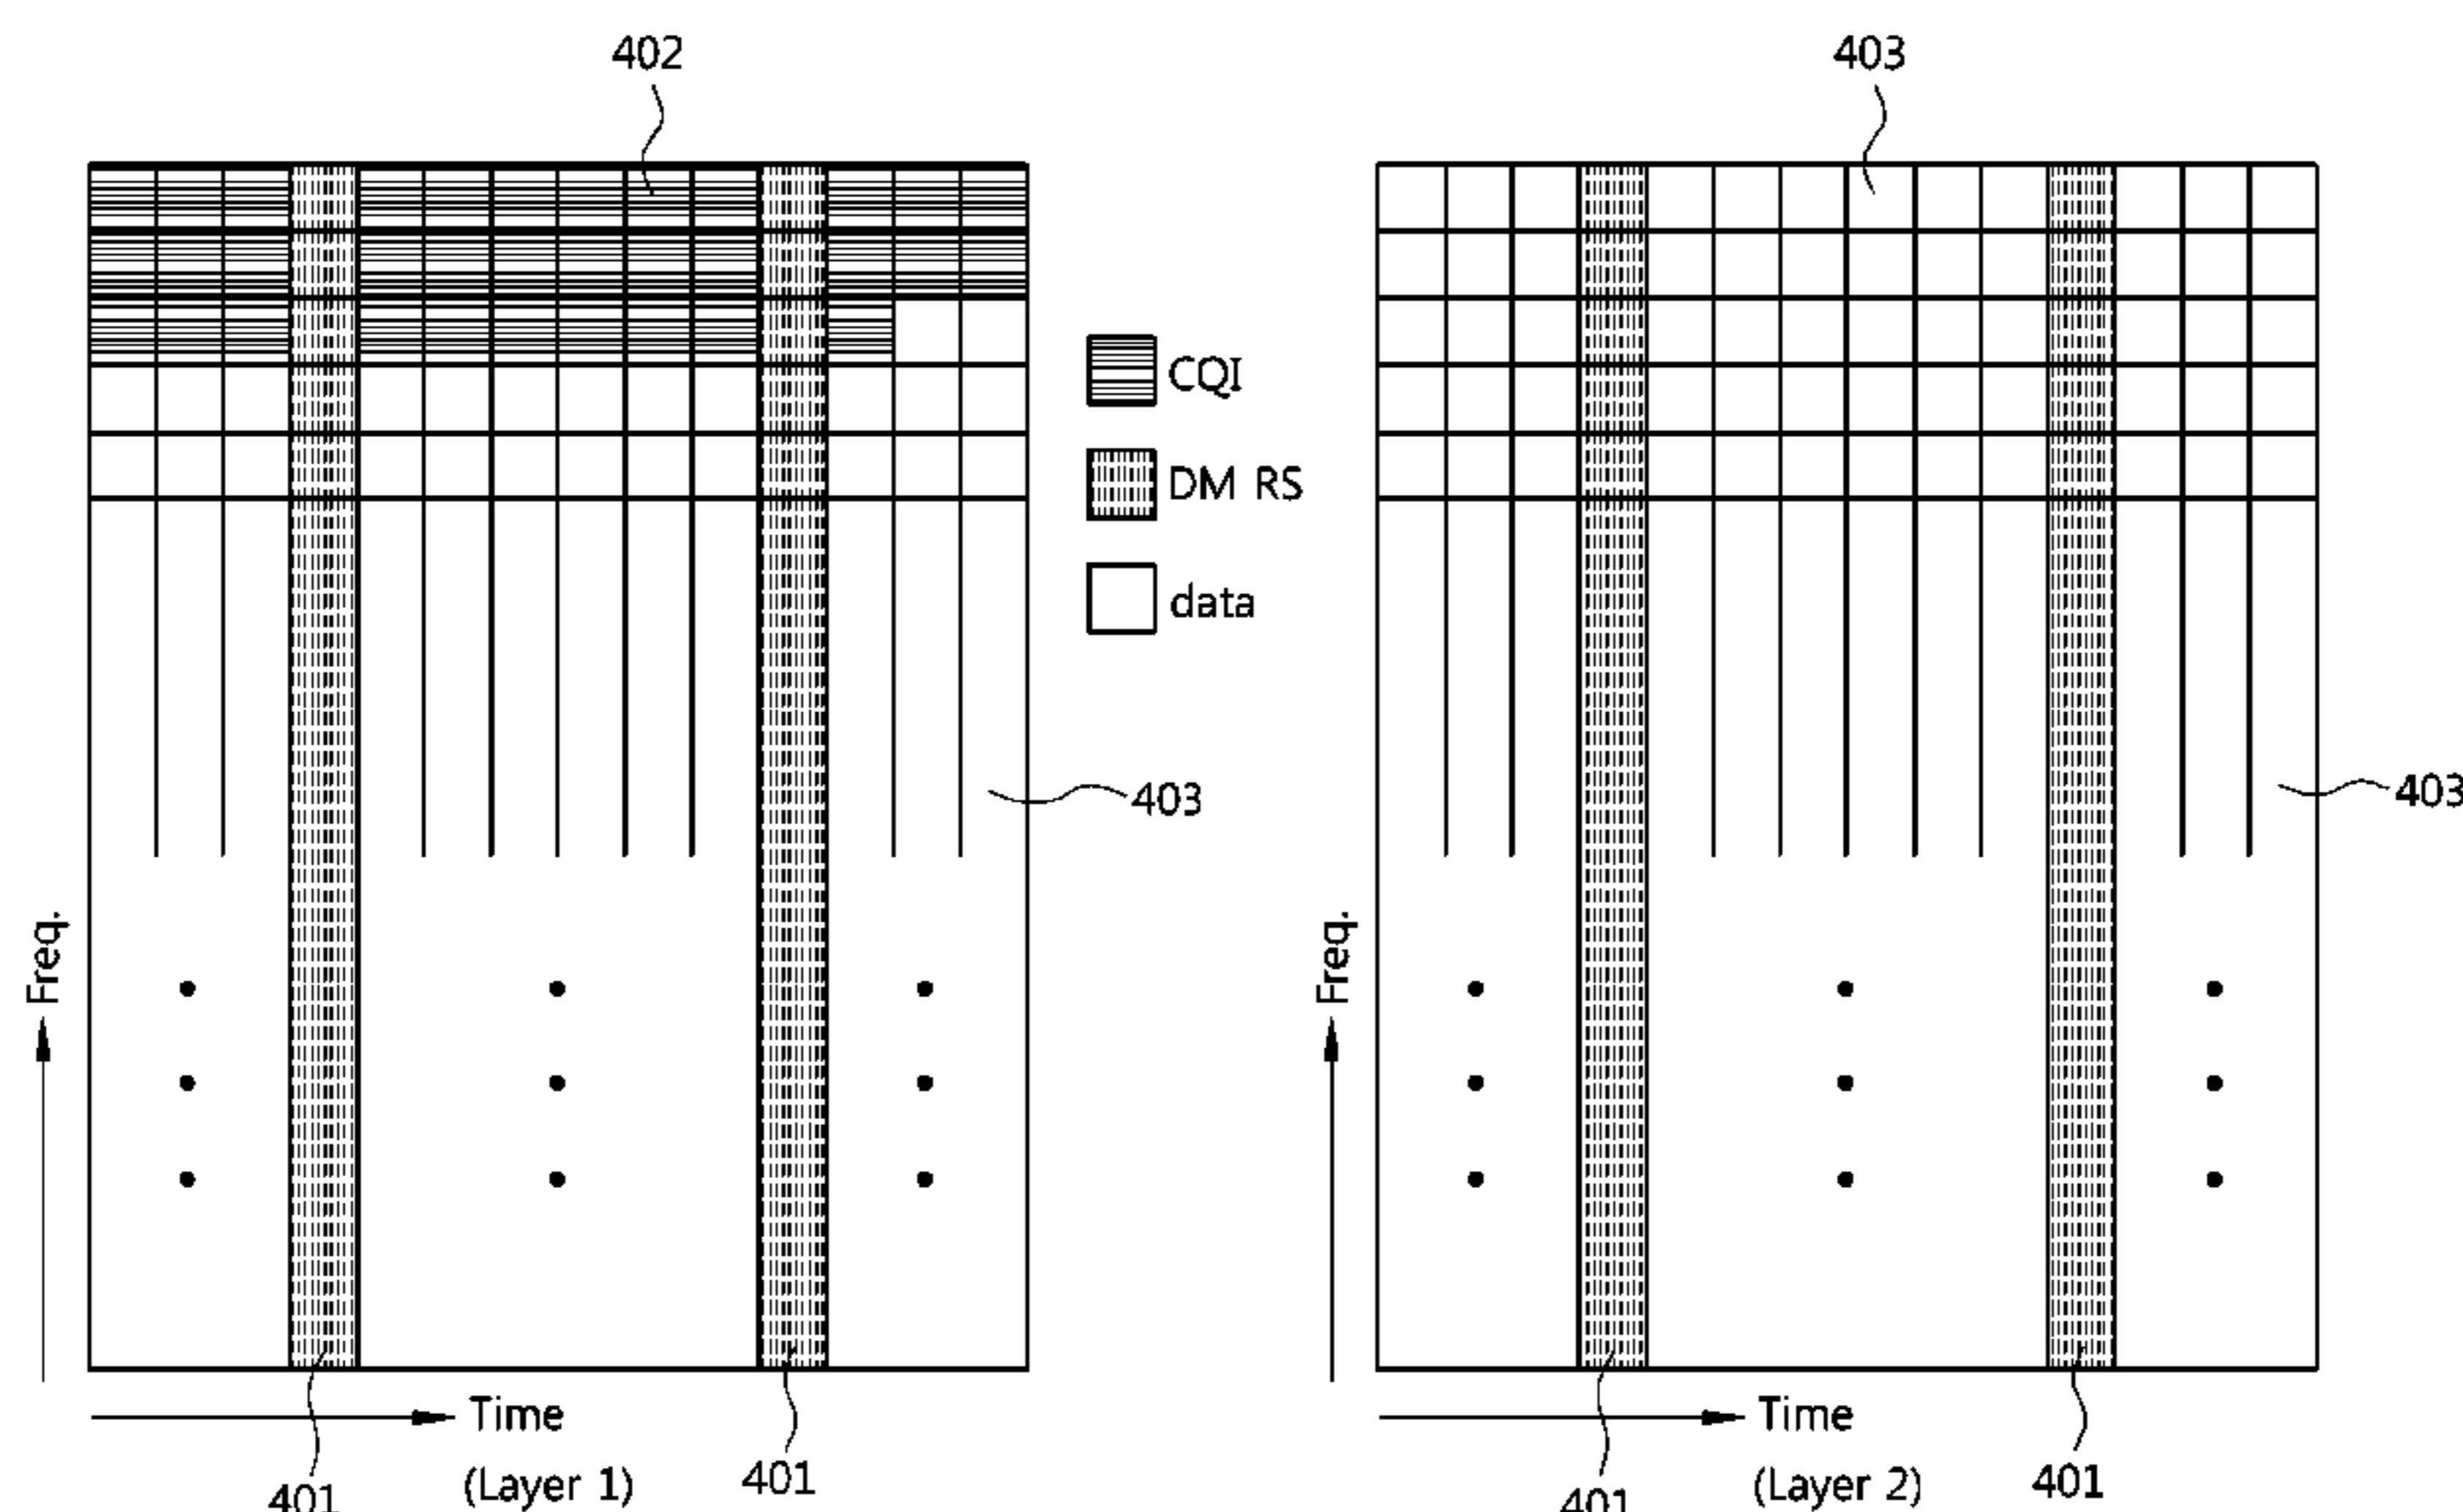 402
403
CQI
DM RS
data
403
403
Freq.
Freq.
Time
(Layer 1)
401
401
Time
(Layer 2)
401
401